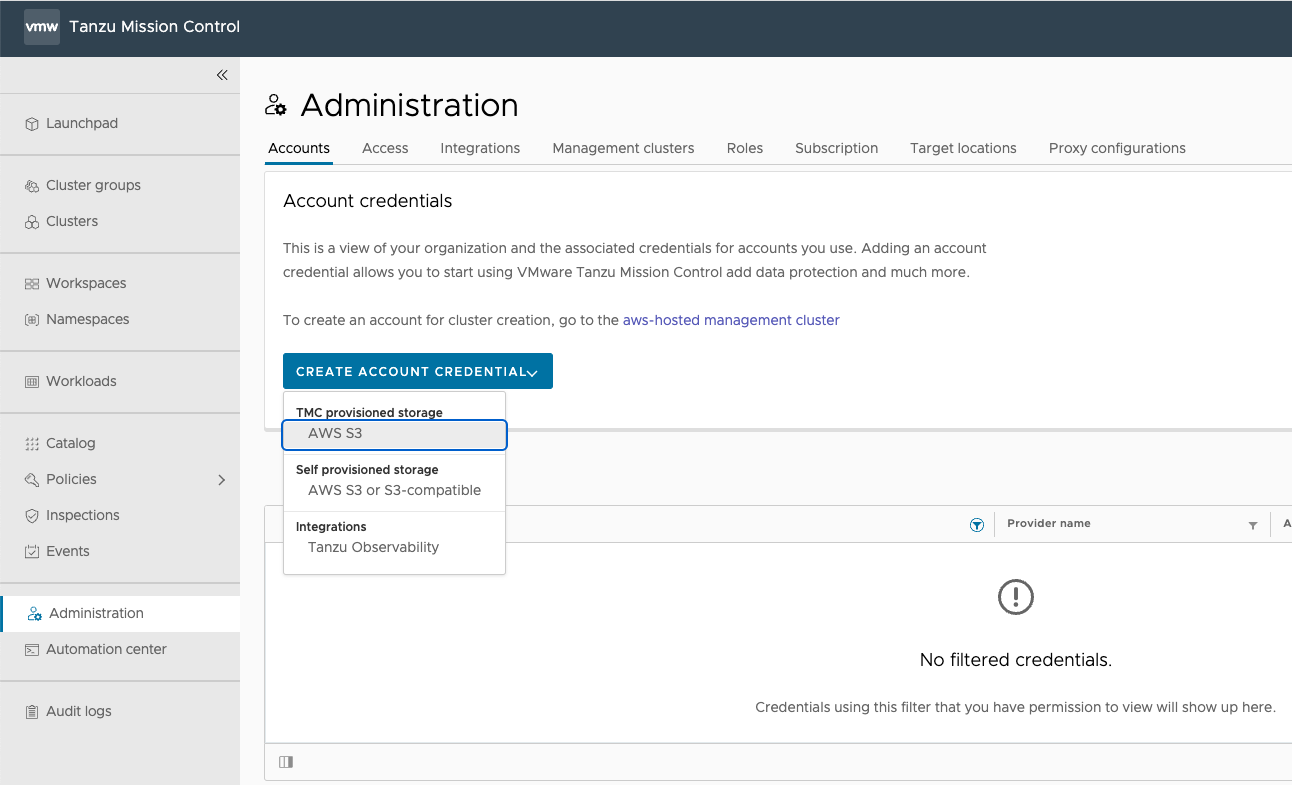 vmw Tanzu Mission Control
Launchpad
Cluster groups
Clusters
Workspaces
Namespaces
Workloads
Catalog
Policies
Inspections
Events
Administration
Automation center
Audit logs
Administration
Accounts Access Integrations Management clusters Roles Subscription Target locations Proxy configurations
Account credentials
This is a view of your organization and the associated credentials for accounts you use. Adding an account
credential allows you to start using VMware Tanzu Mission Control add data protection and much more.
To create an account for cluster creation, go to the aws-hosted management cluster
CREATE ACCOUNT CREDENTIAL
TMC provisioned storage
AWS S3
Self provisioned storage
AWS S3 or S3-compatible
Integrations
Tanzu Observability
Provider name A
No filtered credentials.
Credentials using this filter that you have permission to view will show up here.